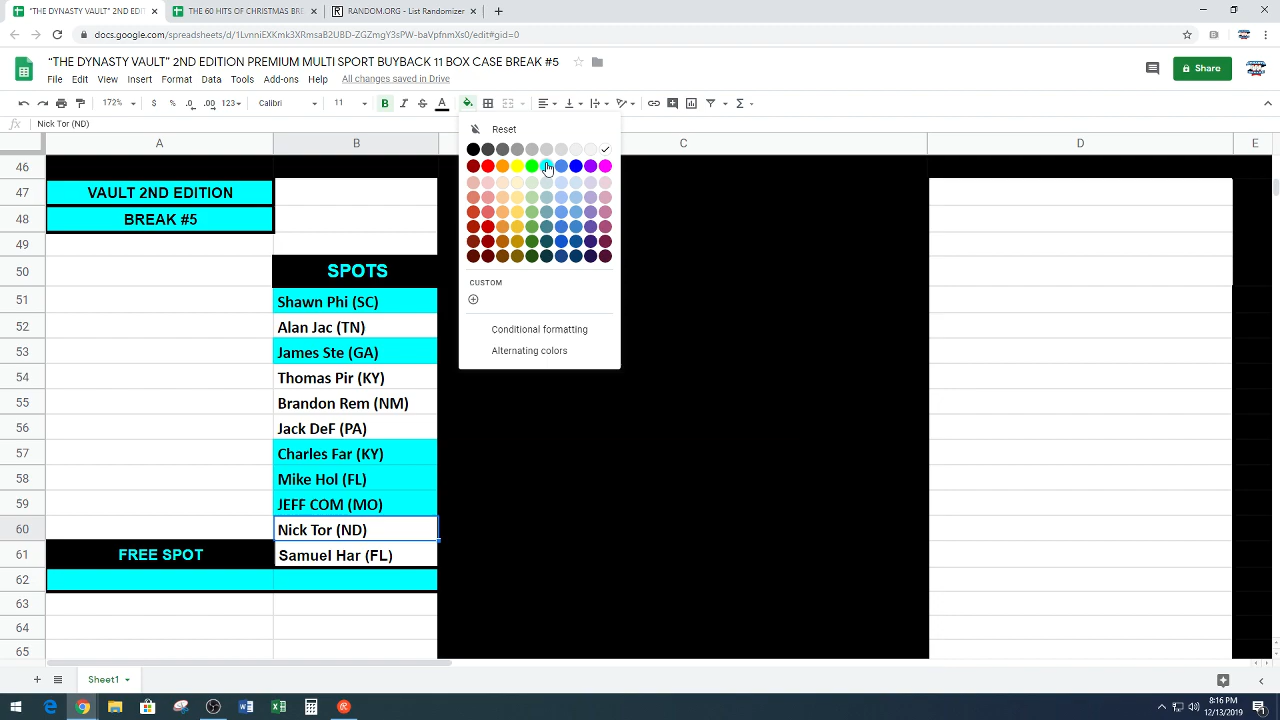 "THE DYNASTY VAULT" 2ND EDIT
THE 60 HITS OF CHRISTMAS BRE
RANDOM.ORG - List Randomizer
docs.google.com/spreadsheets/d/1LvnniEXKmk3XRmsaB2UBD-ZGZmgY3sPW-baVpfnmXs0/edit#gid=0
"THE DYNASTY VAULT" 2ND EDITION PREMIUM MULTI SPORT BUYBACK 11 BOX CASE BREAK #5
File Edit View Insert Format Data Tools Add-ons Help All changes saved in Drive
Share
172% $ % .0 .00 123 Calibri 11 B I S A
fx Nick Tor (ND)
Reset
A B C D E
46
47 VAULT 2ND EDITION
48 BREAK #5
49
50 SPOTS
51 Shawn Phi (SC)
52 Alan Jac (TN)
53 James Ste (GA)
54 Thomas Pir (KY)
55 Brandon Rem (NM)
56 Jack DeF (PA)
57 Charles Far (KY)
58 Mike Hol (FL)
59 JEFF COM (MO)
60 Nick Tor (ND)
61 FREE SPOT Samuel Har (FL)
62
63
64
65
CUSTOM
Conditional formatting
Alternating colors
Sheet1
8:16 PM
12/13/2019